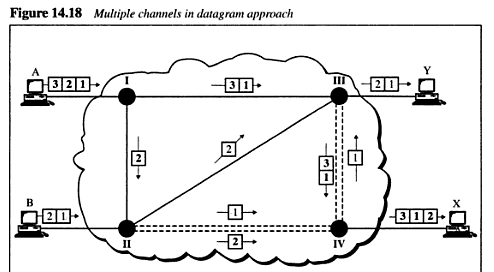 Figure 14.18 Multiple channels in datagram approach
A I III Y
3 2 1
3 1
2 1
2
2
3
1
1
B II IV X
2 1
1
2
3 1 2